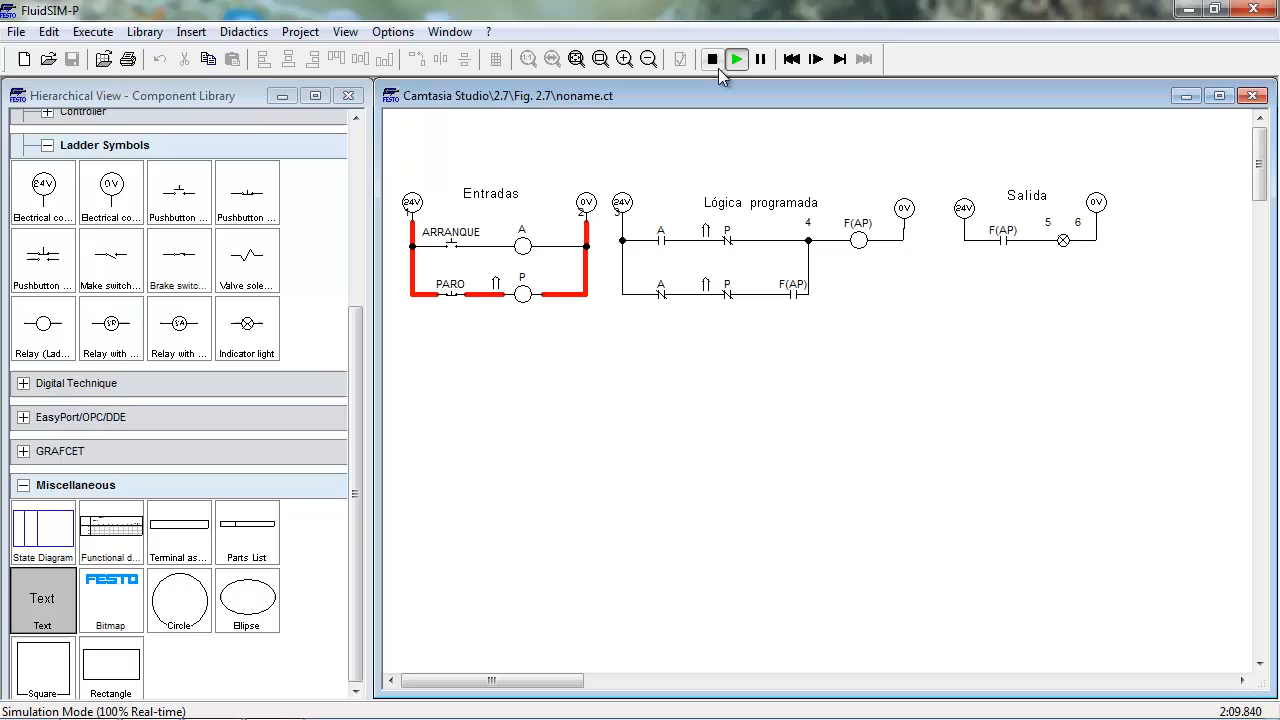 FluidSIM-P
File Edit Execute Library Insert Didactics Project View Options Window ?
Hierarchical View - Component Library
Controller
Ladder Symbols
24V 0V
Electrical co... Electrical co... Pushbutton ... Pushbutton ...
Pushbutton ... Make switch... Brake switc... Valve sole...
SR SA
Relay (Lad... Relay with ... Relay with ... Indicator light
Digital Technique
EasyPort/OPC/DDE
GRAFCET
Miscellaneous
State Diagram Functional d... Terminal as... Parts List
Text FESTO
Text Bitmap Circle Ellipse
Square Rectangle
Camtasia Studio\2.7\Fig. 2.7\noname.ct
Entradas
24V 0V
1 2
ARRANQUE A
PARO P
Lógica programada
24V 0V
3 4 F(AP)
A P
A P F(AP)
Salida
24V 0V
F(AP) 5 6
Simulation Mode (100% Real-time) 2:09.840